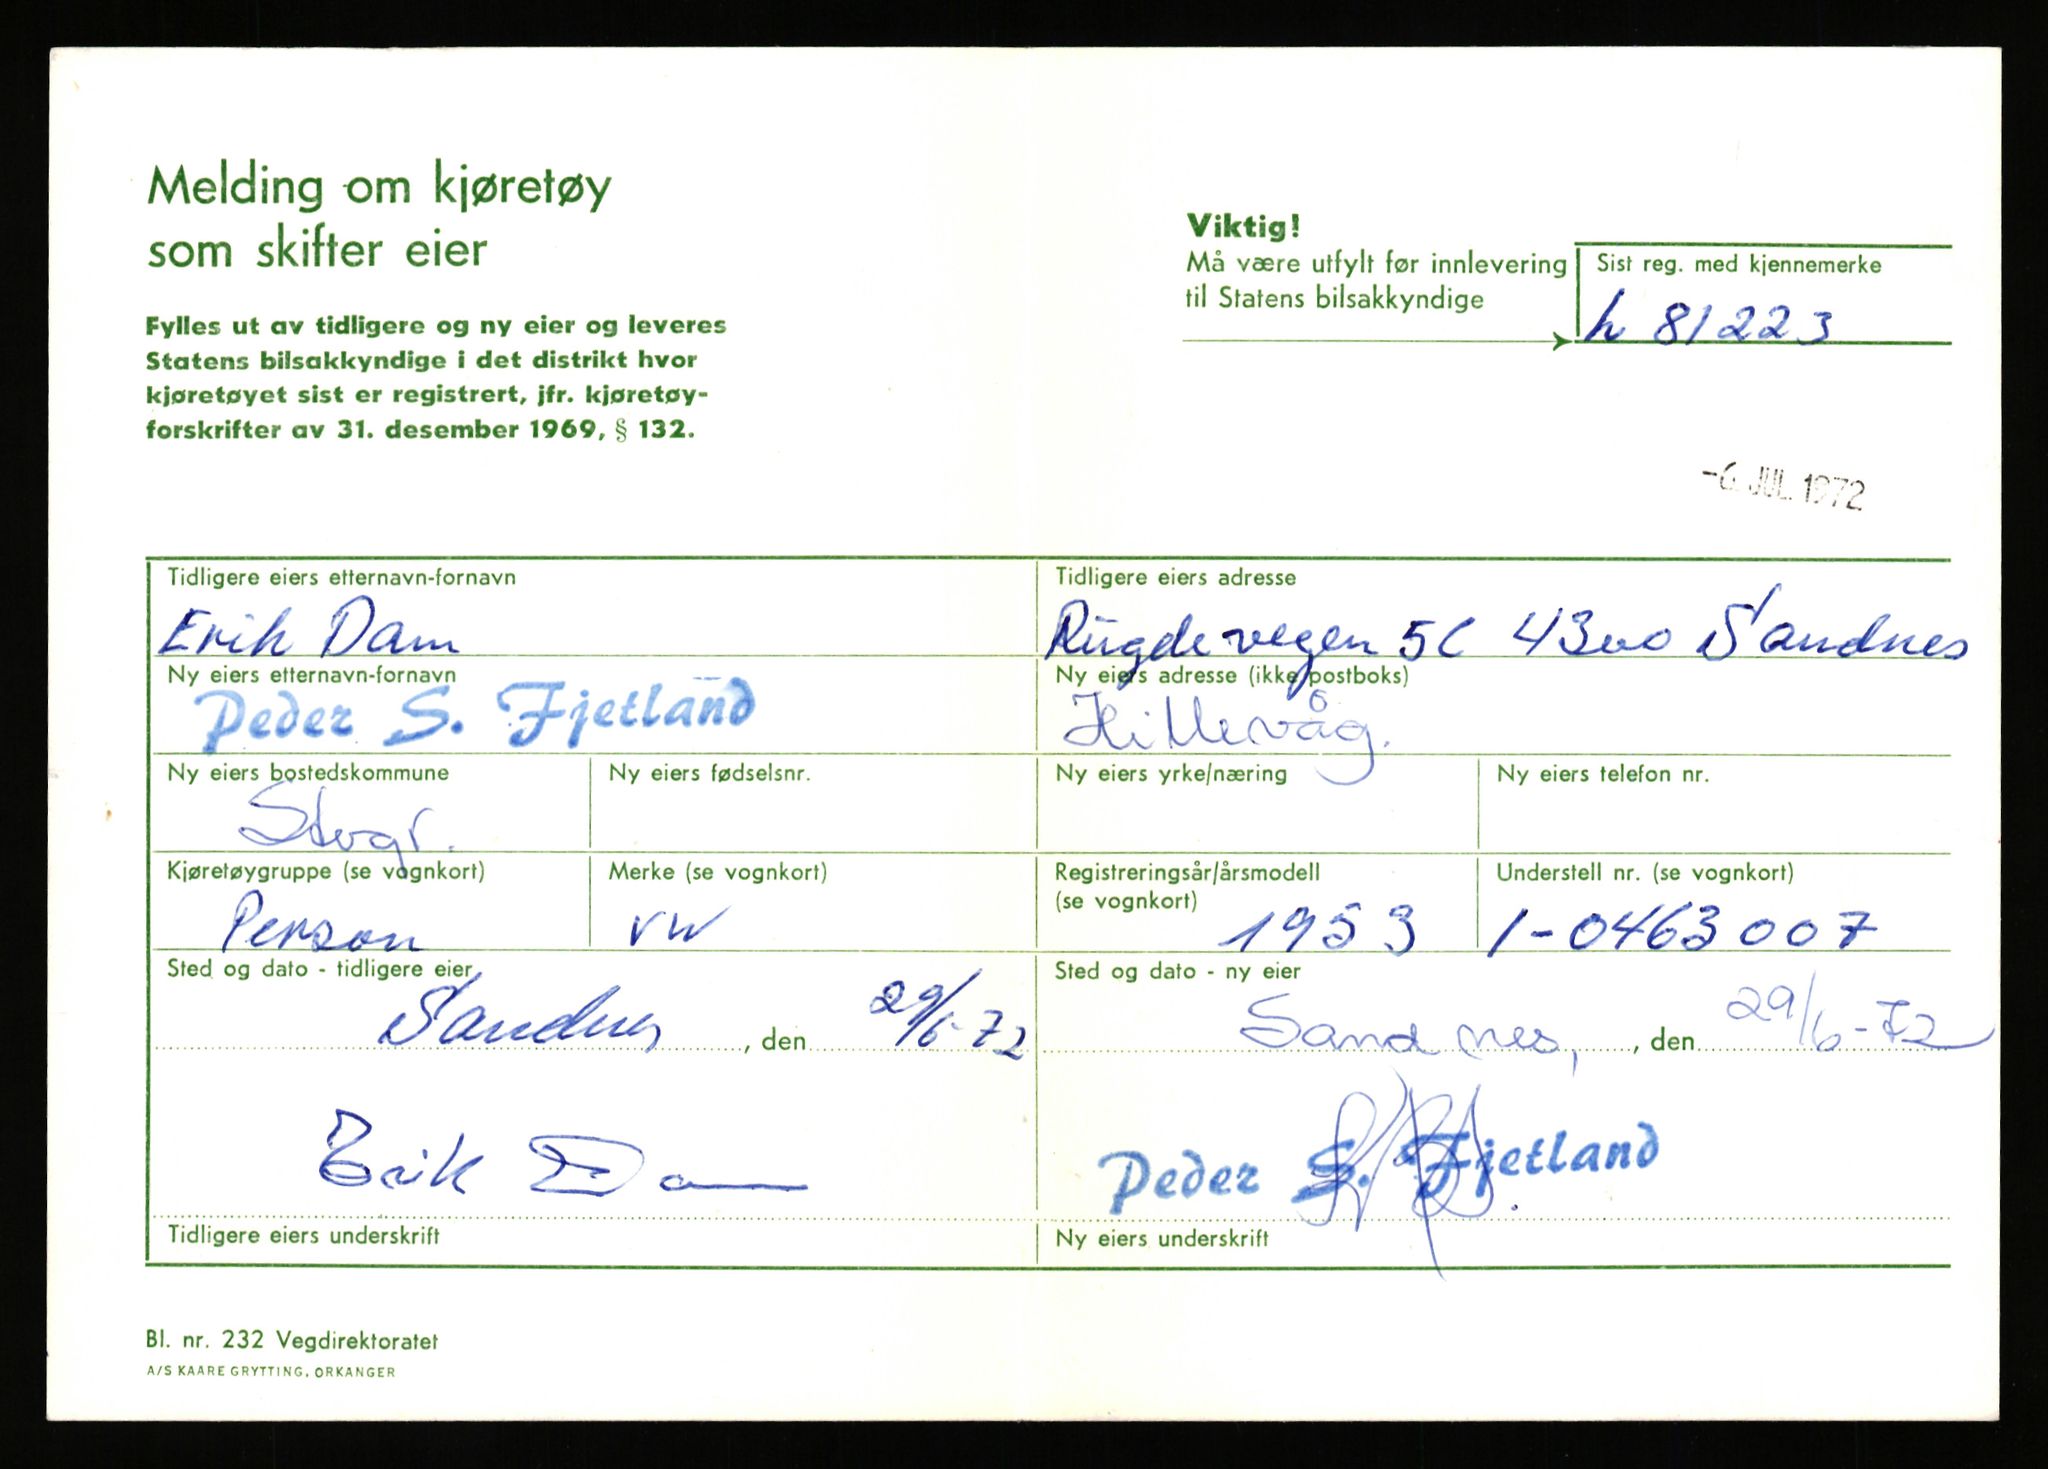 Melding om kjøretøy
som skifter eier
Fylles ut av tidligere og ny eier og leveres
Statens bilsakkyndige i det distrikt hvor
kjøretøyet sist er registrert, jfr. kjøretøy-
forskrifter av 31. desember 1969, § 132.
Viktig!
Må være utfylt før innlevering
til Statens bilsakkyndige
Sist reg. med kjennemerke
h 81223
-6. JUL. 1972
Tidligere eiers etternavn-fornavn
Erik Dam
Tidligere eiers adresse
Rugdevegen 5C 4300 Sandnes
Ny eiers etternavn-fornavn
Peder S. Fjetland
Ny eiers adresse (ikke postboks)
Hillevåg.
Ny eiers bostedskommune
Stvgr.
Ny eiers fødselsnr.
Ny eiers yrke/næring
Ny eiers telefon nr.
Kjøretøygruppe (se vognkort)
Person
Merke (se vognkort)
VW
Registreringsår/årsmodell
(se vognkort)
1953
Understell nr. (se vognkort)
1-0463007
Sted og dato - tidligere eier
Sandnes, den 29/6-72
Sted og dato - ny eier
Sandnes, , den 29/6-72
Erik Dam
Tidligere eiers underskrift
Peder S. Fjetland
Ny eiers underskrift
Bl. nr. 232 Vegdirektoratet
A/S KAARE GRYTTING, ORKANGER